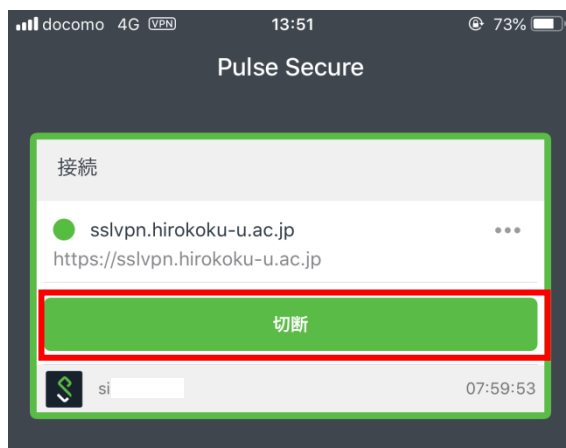 docomo 4G VPN 13:51 73%
Pulse Secure
接続
sslvpn.hirokoku-u.ac.jp
https://sslvpn.hirokoku-u.ac.jp
切断
si 07:59:53